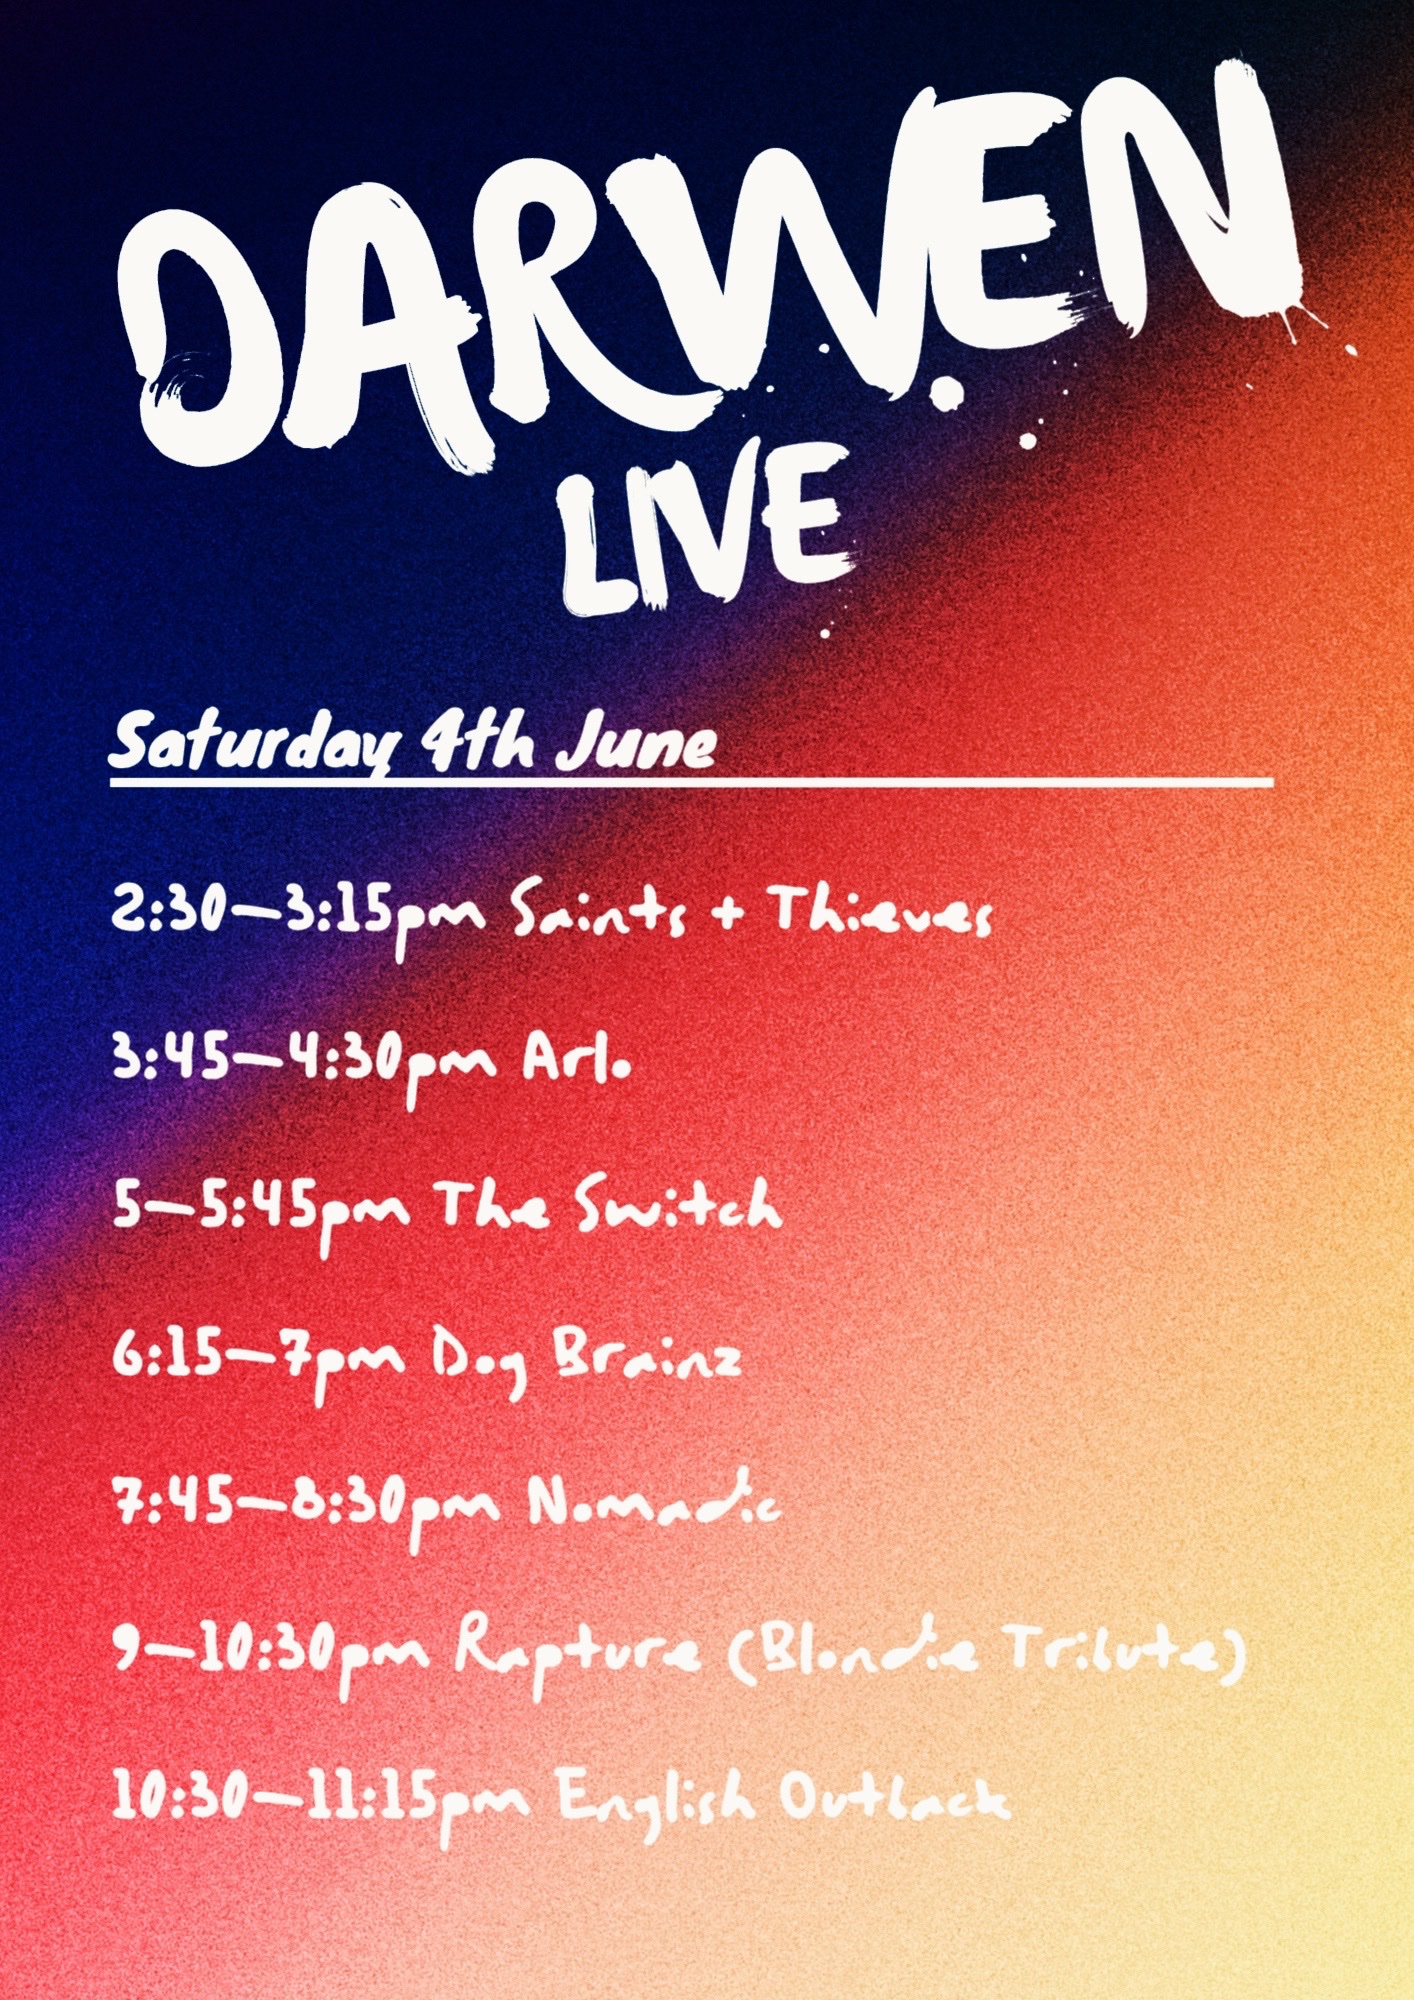 DARWEN
LIVE
Saturday 4th June
2:30—3:15pm Saints + Thieves
3:45—4:30pm Arlo
5—5:45pm The Switch
6:15—7pm Dog Brainz
7:45—8:30pm Nomadic
9—10:30pm Rapture (Blondie Tribute)
10:30—11:15pm English Outback